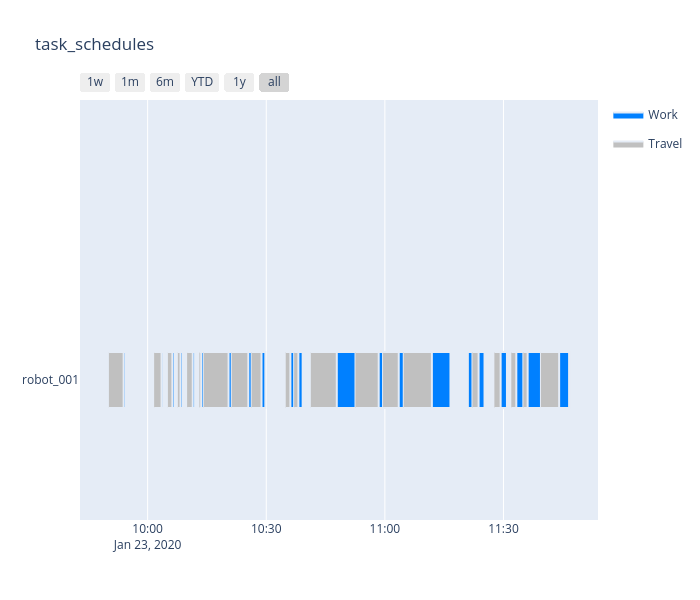 task_schedules
1w 1m 6m YTD 1y all
Work
Travel
robot_001
10:00 10:30 11:00 11:30
Jan 23, 2020